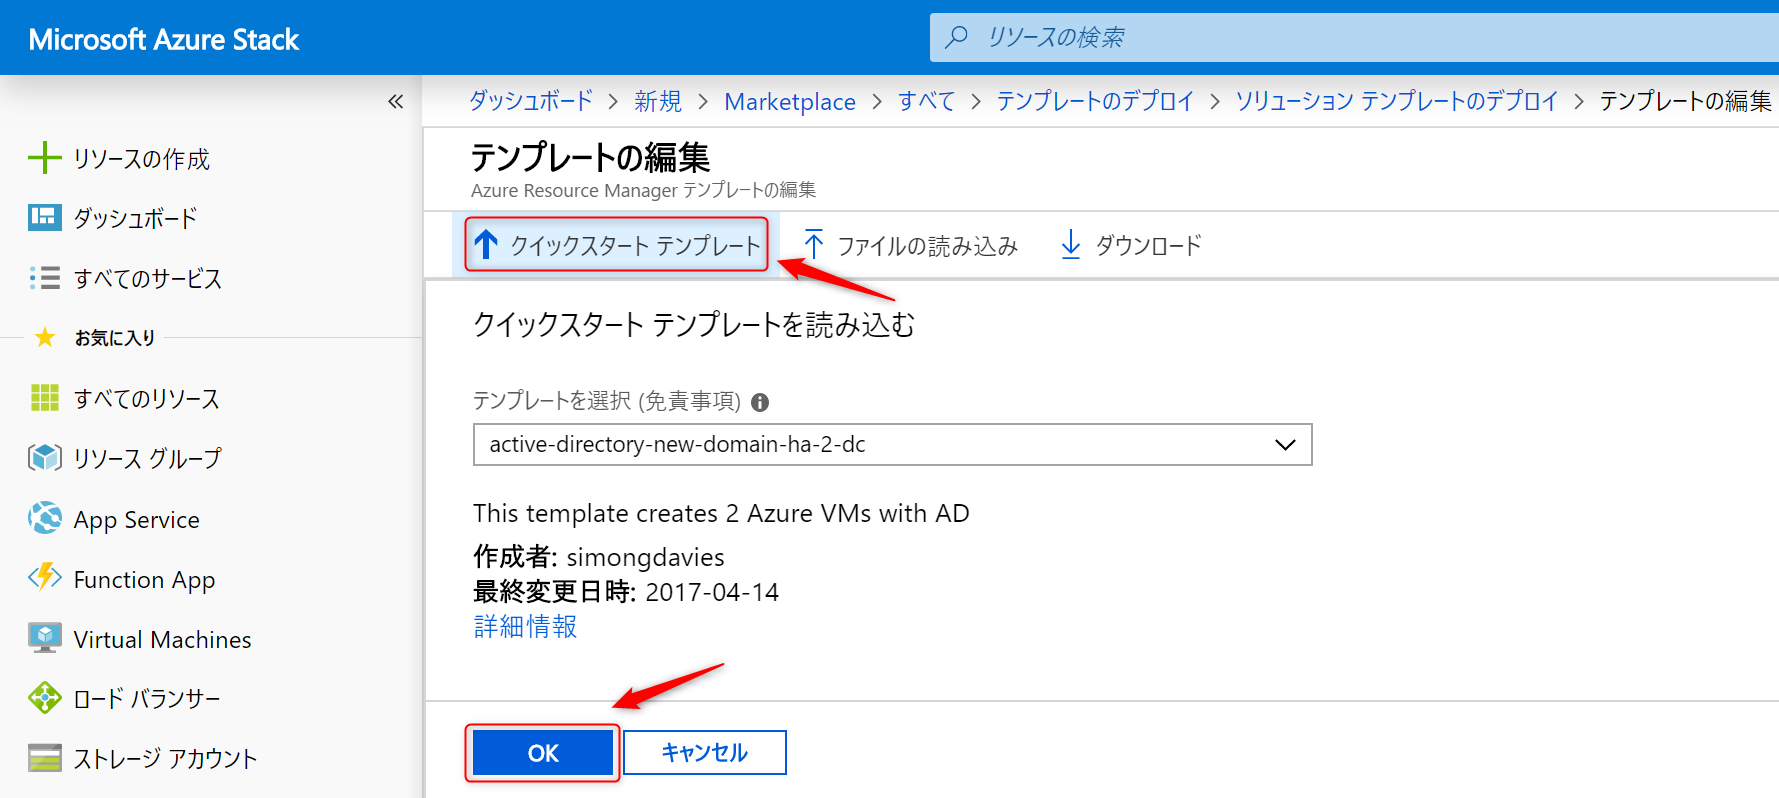 Microsoft Azure Stack
リソースの検索
ダッシュボード > 新規 > Marketplace > すべて > テンプレートのデプロイ > ソリューション テンプレートのデプロイ > テンプレートの編集
リソースの作成
ダッシュボード
すべてのサービス
お気に入り
すべてのリソース
リソース グループ
App Service
Function App
Virtual Machines
ロード バランサー
ストレージ アカウント
テンプレートの編集
Azure Resource Manager テンプレートの編集
クイックスタート テンプレート ファイルの読み込み ダウンロード
クイックスタート テンプレートを読み込む
テンプレートを選択 (免責事項)
active-directory-new-domain-ha-2-dc
This template creates 2 Azure VMs with AD
作成者: simongdavies
最終変更日時: 2017-04-14
詳細情報
OK キャンセル